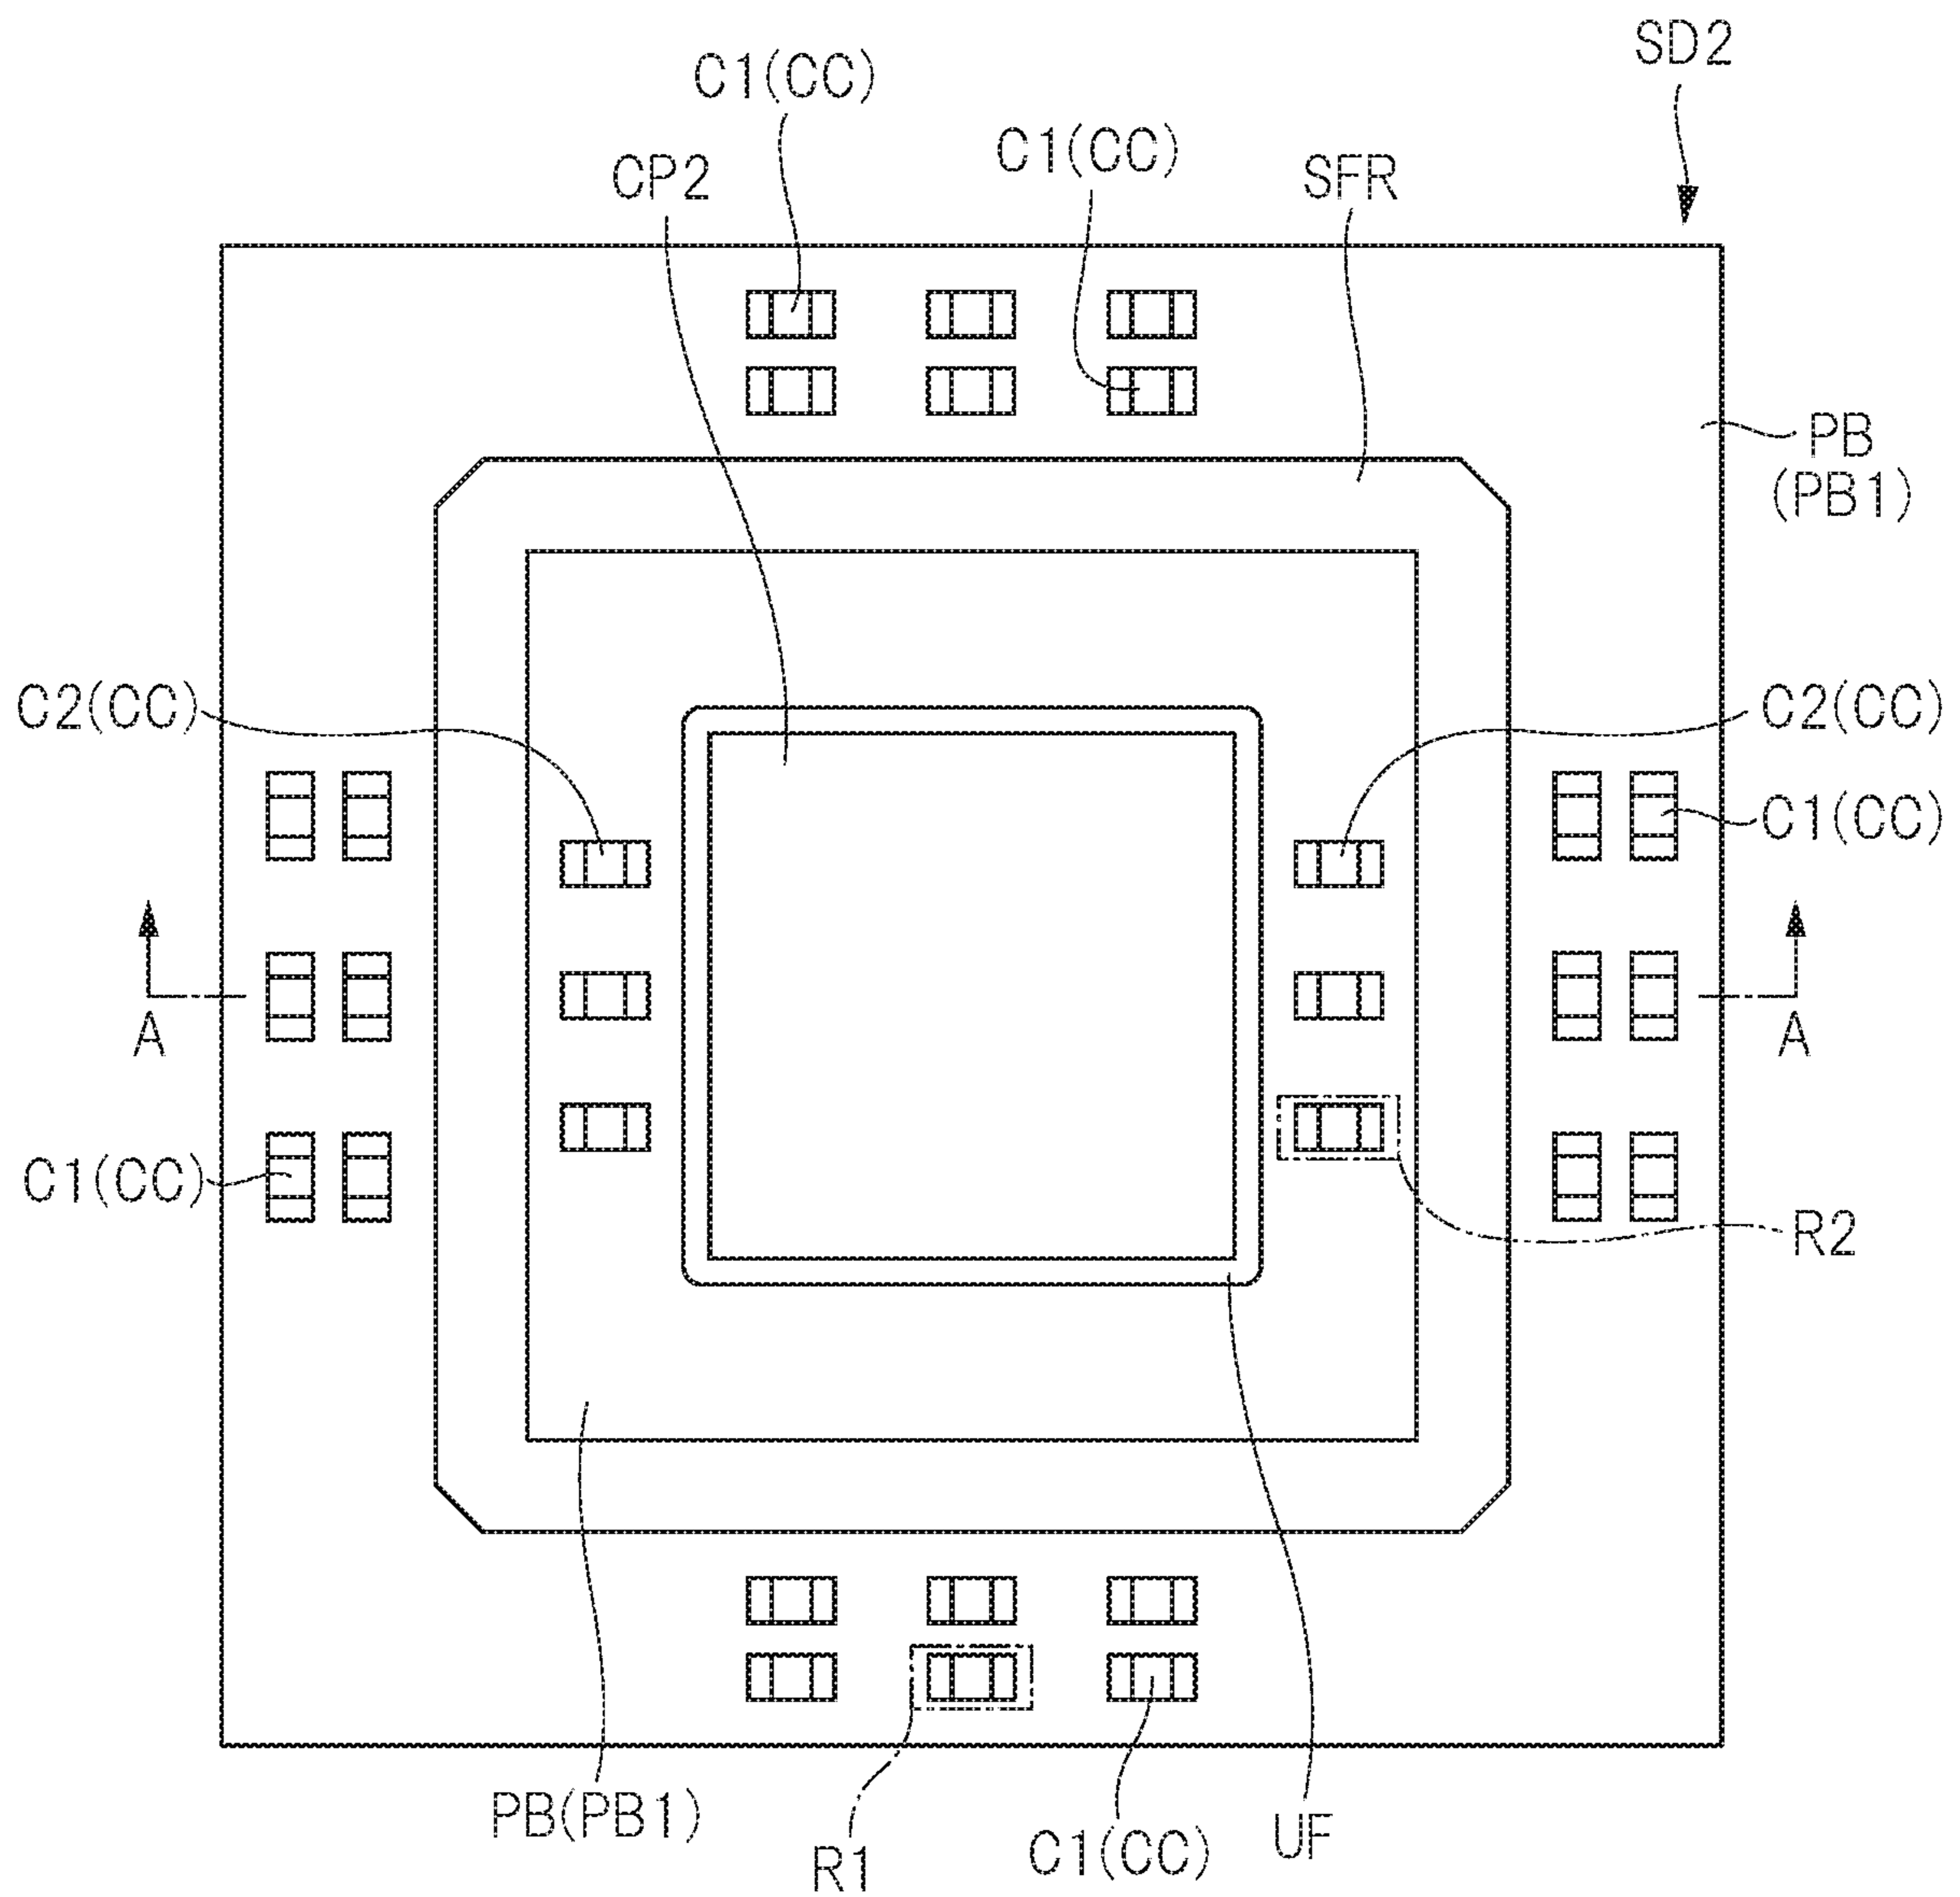 SD2
C1(CC)
C1(CC)
CP2
SFR
PB
(PB1)
C2(CC)
C2(CC)
C1(CC)
A
A
C1(CC)
R2
PB(PB1)
R1
C1(CC)
UF